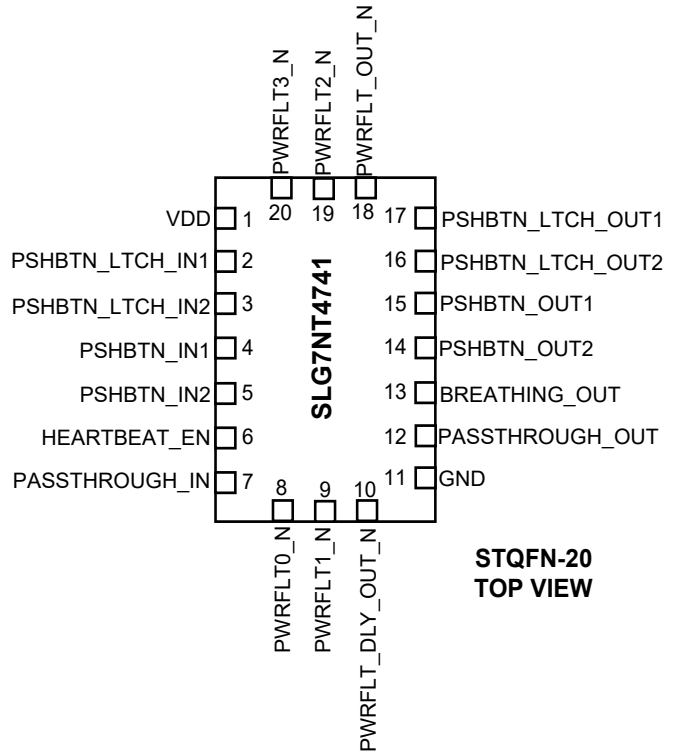 PWRFLT3_N
PWRFLT2_N
PWRFLT_OUT_N
20 19 18
VDD 1
PSHBTN_LTCH_IN1 2
PSHBTN_LTCH_IN2 3
PSHBTN_IN1 4
PSHBTN_IN2 5
HEARTBEAT_EN 6
PASSTHROUGH_IN 7
SLG7NT4741
17 PSHBTN_LTCH_OUT1
16 PSHBTN_LTCH_OUT2
15 PSHBTN_OUT1
14 PSHBTN_OUT2
13 BREATHING_OUT
12 PASSTHROUGH_OUT
11 GND
8 9 10
PWRFLT0_N
PWRFLT1_N
PWRFLT_DLY_OUT_N
STQFN-20
TOP VIEW